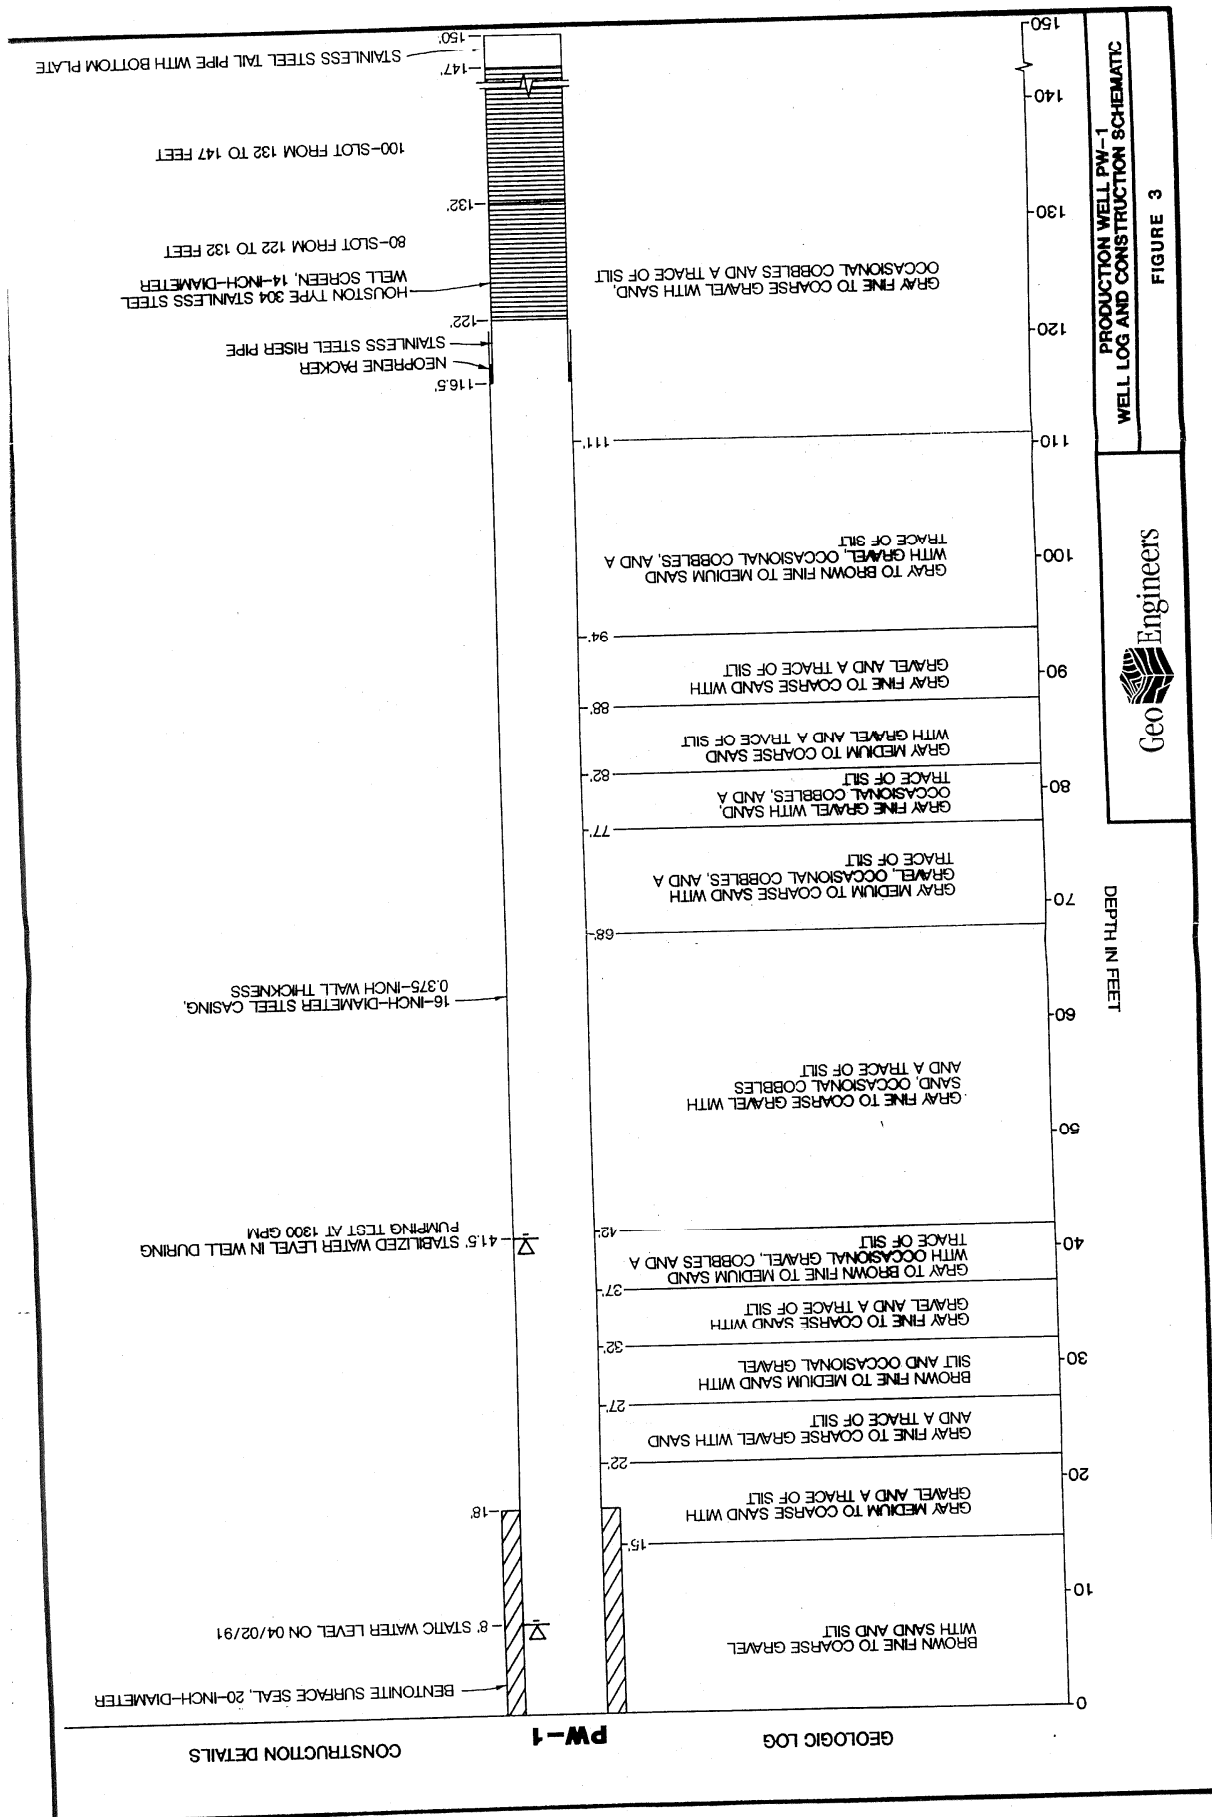 GEOLOGIC LOG
PW-1
CONSTRUCTION DETAILS
DEPTH IN FEET
0
10
20
30
40
50
60
70
80
90
100
110
120
130
140
150
BROWN FINE TO COARSE GRAVEL
WITH SAND AND SILT
15'
GRAY MEDIUM TO COARSE SAND WITH
GRAVEL AND A TRACE OF SILT
22'
GRAY FINE TO COARSE GRAVEL WITH SAND
AND A TRACE OF SILT
27'
BROWN FINE TO MEDIUM SAND WITH
SILT AND OCCASIONAL GRAVEL
32'
GRAY FINE TO COARSE SAND WITH
GRAVEL AND A TRACE OF SILT
37'
GRAY TO BROWN FINE TO MEDIUM SAND
WITH OCCASIONAL GRAVEL, COBBLES AND A
TRACE OF SILT
42'
GRAY FINE TO COARSE GRAVEL WITH
SAND, OCCASIONAL COBBLES
AND A TRACE OF SILT
68'
GRAY MEDIUM TO COARSE SAND WITH
GRAVEL, OCCASIONAL COBBLES, AND A
TRACE OF SILT
77'
GRAY FINE GRAVEL WITH SAND,
OCCASIONAL COBBLES, AND A
TRACE OF SILT
82'
GRAY MEDIUM TO COARSE SAND
WITH GRAVEL AND A TRACE OF SILT
88'
GRAY FINE TO COARSE SAND WITH
GRAVEL AND A TRACE OF SILT
94'
GRAY TO BROWN FINE TO MEDIUM SAND
WITH GRAVEL, OCCASIONAL COBBLES, AND A
TRACE OF SILT
111'
GRAY FINE TO COARSE GRAVEL WITH SAND,
OCCASIONAL COBBLES AND A TRACE OF SILT
BENTONITE SURFACE SEAL, 20-INCH-DIAMETER
8' STATIC WATER LEVEL ON 04/02/91
18'
41.5' STABILIZED WATER LEVEL IN WELL DURING
PUMPING TEST AT 1300 GPM
16-INCH-DIAMETER STEEL CASING,
0.375-INCH WALL THICKNESS
116.5'
NEOPRENE PACKER
STAINLESS STEEL RISER PIPE
122'
HOUSTON TYPE 304 STAINLESS STEEL
WELL SCREEN, 14-INCH-DIAMETER
80-SLOT FROM 122 TO 132 FEET
132'
100-SLOT FROM 132 TO 147 FEET
147'
STAINLESS STEEL TAIL PIPE WITH BOTTOM PLATE
150'
Geo Engineers
PRODUCTION WELL PW-1
WELL LOG AND CONSTRUCTION SCHEMATIC
FIGURE 3